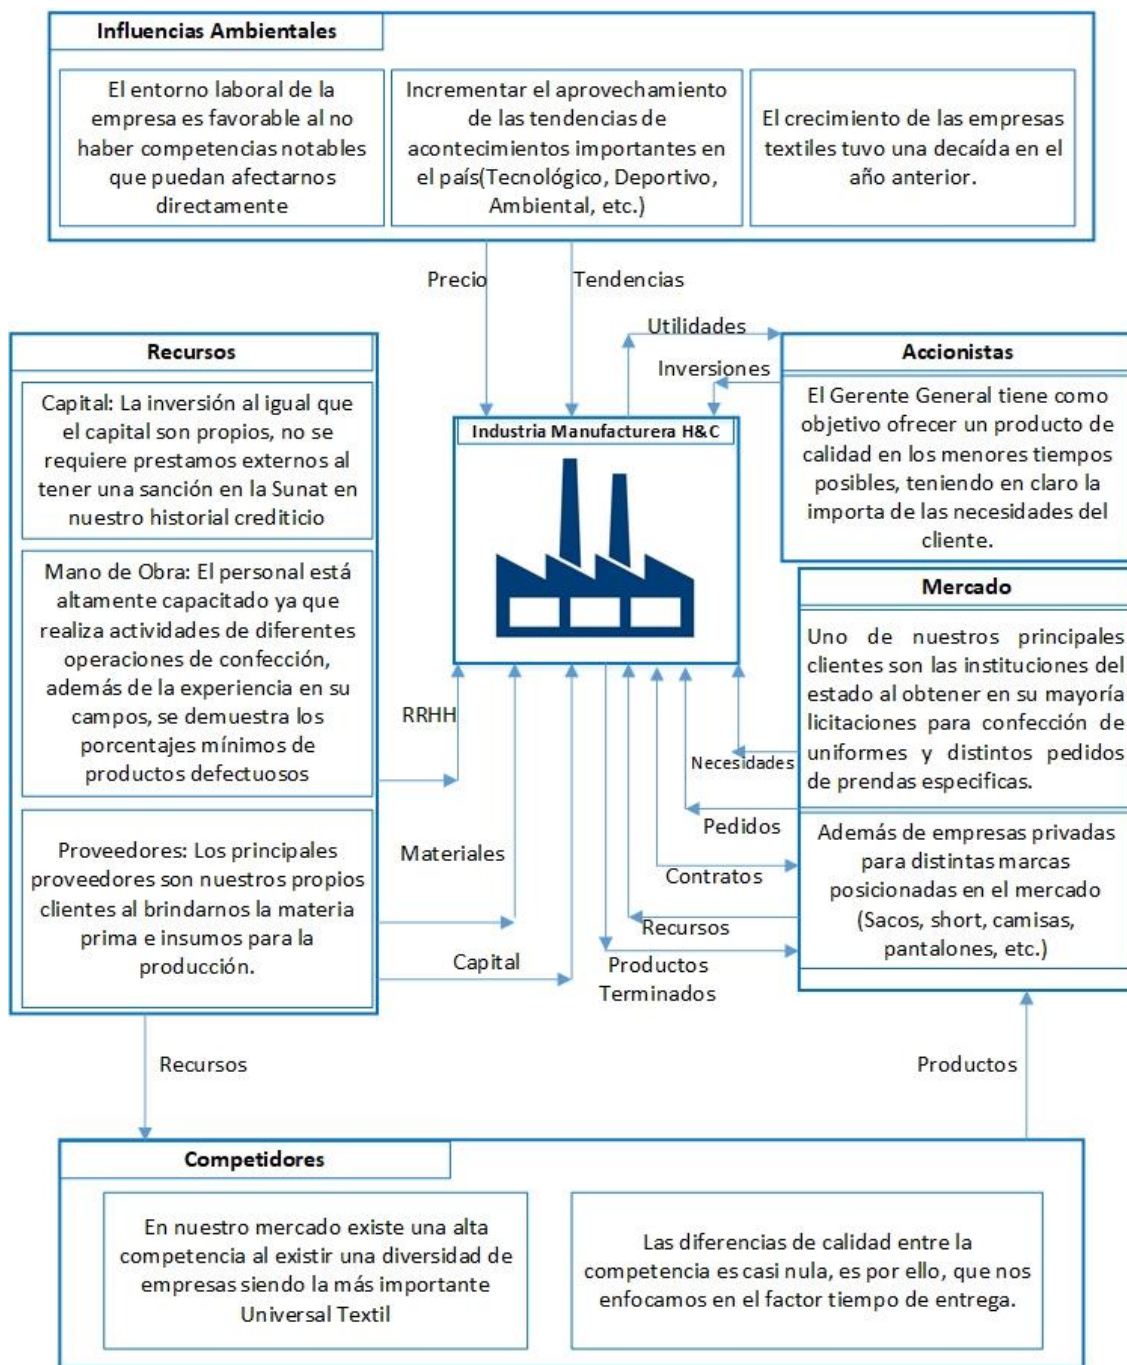 Influencias Ambientales
El entorno laboral de la
empresa es favorable al no
haber competencias notables
que puedan afectarnos
directamente
Incrementar el aprovechamiento
de las tendencias de
acontecimientos importantes en
el país(Tecnológico, Deportivo,
Ambiental, etc.)
El crecimiento de las empresas
textiles tuvo una decaída en el
año anterior.
Precio
Tendencias
Utilidades
Inversiones
Recursos
Capital: La inversión al igual que
el capital son propios, no se
requiere prestamos externos al
tener una sanción en la Sunat en
nuestro historial crediticio
Mano de Obra: El personal está
altamente capacitado ya que
realiza actividades de diferentes
operaciones de confección,
además de la experiencia en su
campos, se demuestra los
porcentajes mínimos de
productos defectuosos
Proveedores: Los principales
proveedores son nuestros propios
clientes al brindarnos la materia
prima e insumos para la
producción.
Industria Manufacturera H&C
Accionistas
El Gerente General tiene como
objetivo ofrecer un producto de
calidad en los menores tiempos
posibles, teniendo en claro la
importa de las necesidades del
cliente.
Mercado
Uno de nuestros principales
clientes son las instituciones del
estado al obtener en su mayoría
licitaciones para confección de
uniformes y distintos pedidos
de prendas especificas.
Además de empresas privadas
para distintas marcas
posicionadas en el mercado
(Sacos, short, camisas,
pantalones, etc.)
RRHH
Materiales
Capital
Necesidades
Pedidos
Contratos
Recursos
Productos
Terminados
Recursos
Productos
Competidores
En nuestro mercado existe una alta
competencia al existir una diversidad de
empresas siendo la más importante
Universal Textil
Las diferencias de calidad entre la
competencia es casi nula, es por ello, que nos
enfocamos en el factor tiempo de entrega.